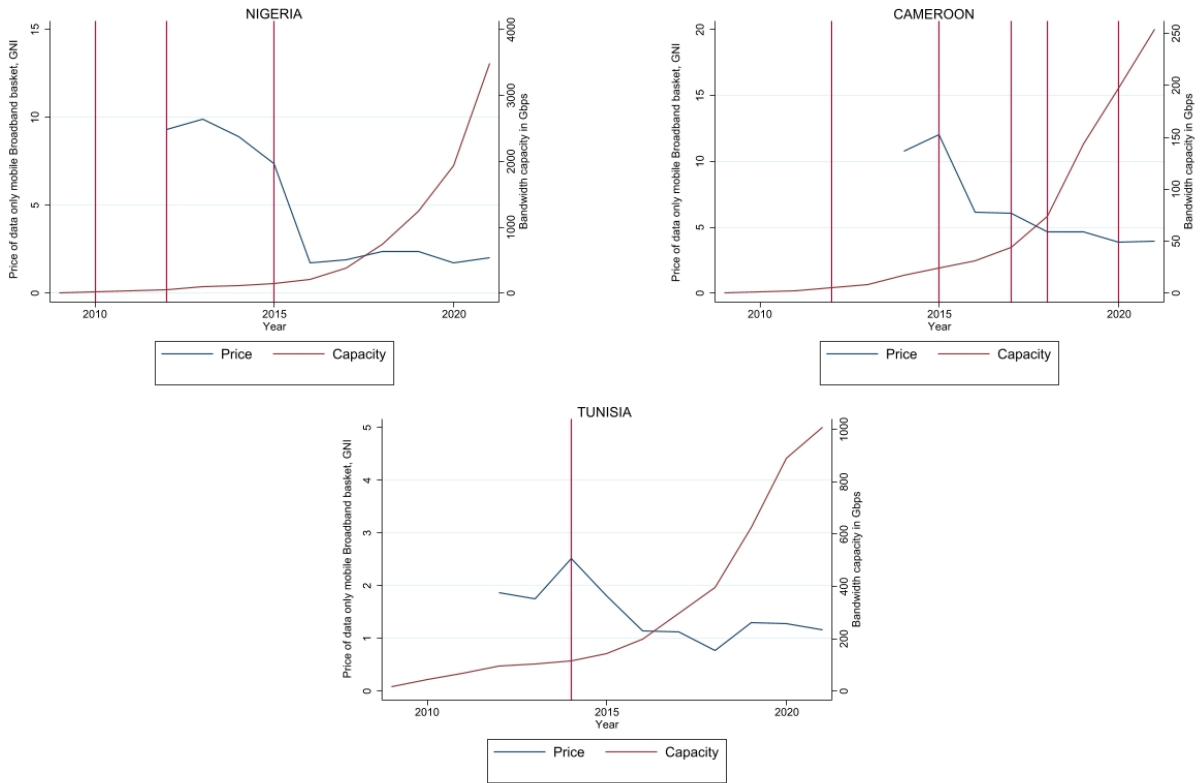 NIGERIA
Price of data only mobile Broadband basket, GNI
15
10
5
0
4000
3000
2000
1000
0
Bandwidth capacity in Gbps
2010
2015
2020
Year
Price
Capacity
CAMEROON
Price of data only mobile Broadband basket, GNI
20
15
10
5
0
250
200
150
100
50
0
Bandwidth capacity in Gbps
2010
2015
2020
Year
Price
Capacity
TUNISIA
Price of data only mobile Broadband basket, GNI
5
4
3
2
1
0
1000
800
600
400
200
0
Bandwidth capacity in Gbps
2010
2015
2020
Year
Price
Capacity